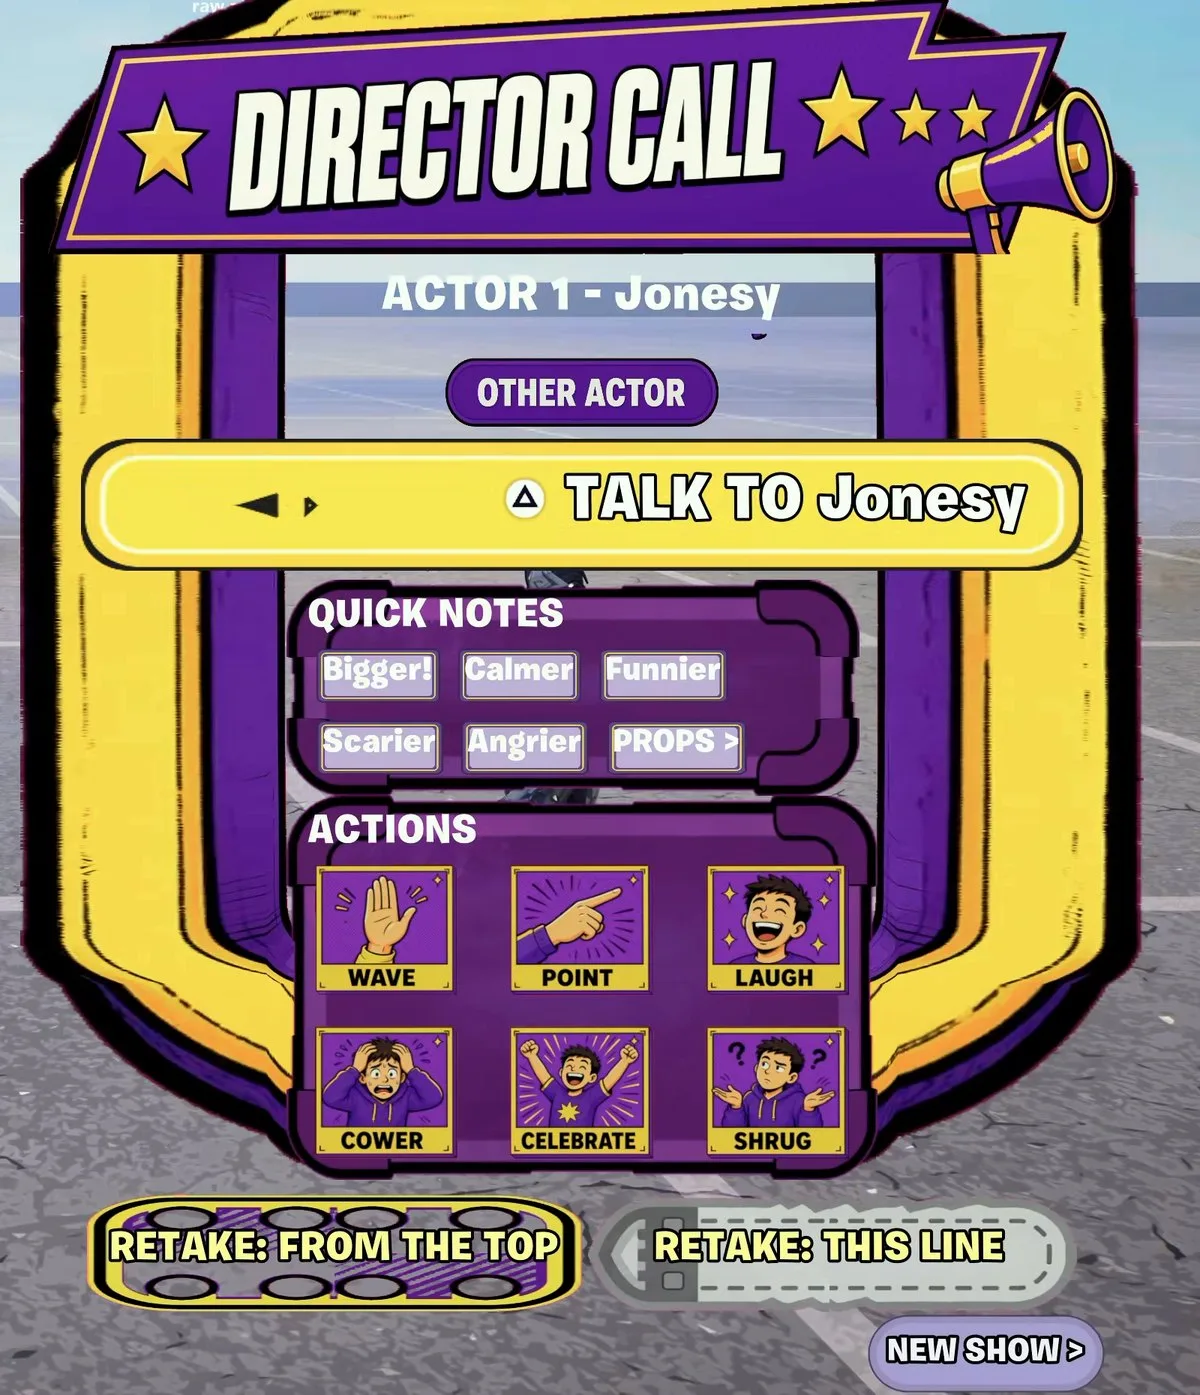 raw
DIRECTOR CALL
ACTOR 1 - Jonesy
OTHER ACTOR
TALK TO Jonesy
QUICK NOTES
Bigger! Calmer Funnier
Scarier Angrier PROPS >
ACTIONS
WAVE POINT LAUGH
COWER CELEBRATE SHRUG
RETAKE: FROM THE TOP RETAKE: THIS LINE
NEW SHOW >